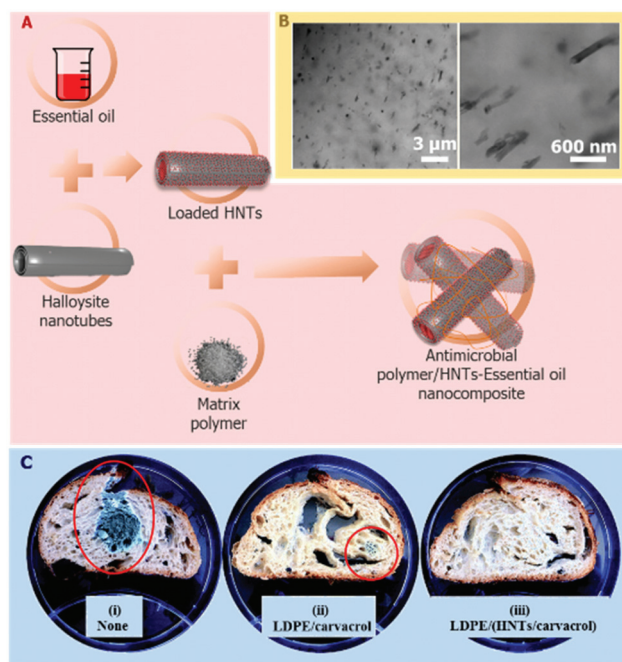 A
Essential oil
Loaded HNTs
Halloysite
nanotubes
Matrix
polymer
Antimicrobial
polymer/HNTs-Essential oil
nanocomposite
B
3 μm
600 nm
C
(i)
None
(ii)
LDPE/carvacrol
(iii)
LDPE/(HNTs/carvacrol)